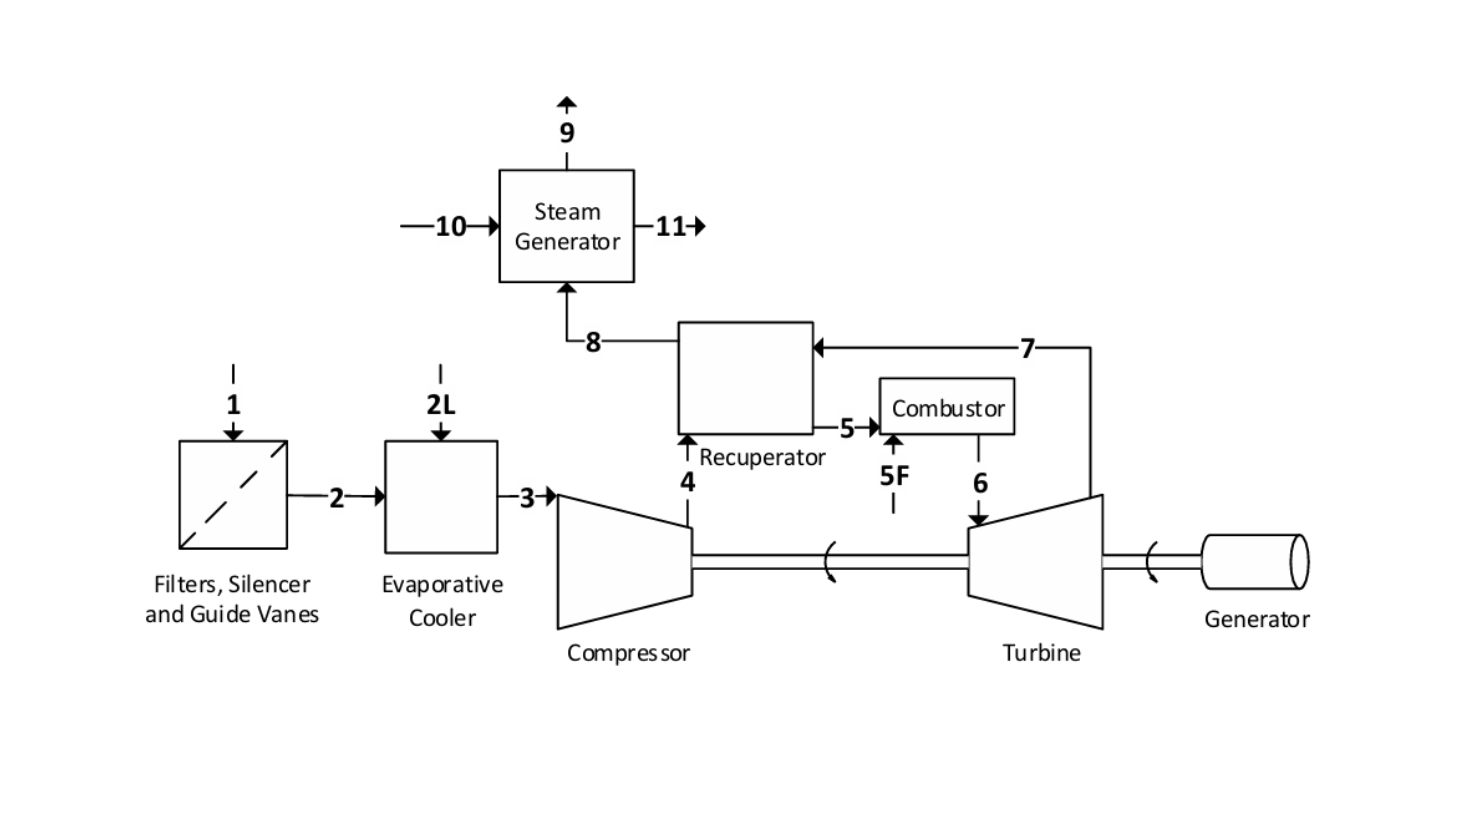 9
10
Steam
Generator
11
8
7
1
2L
Combustor
5
Recuperator
4
5F
6
2
3
Filters, Silencer
and Guide Vanes
Evaporative
Cooler
Compressor
Turbine
Generator